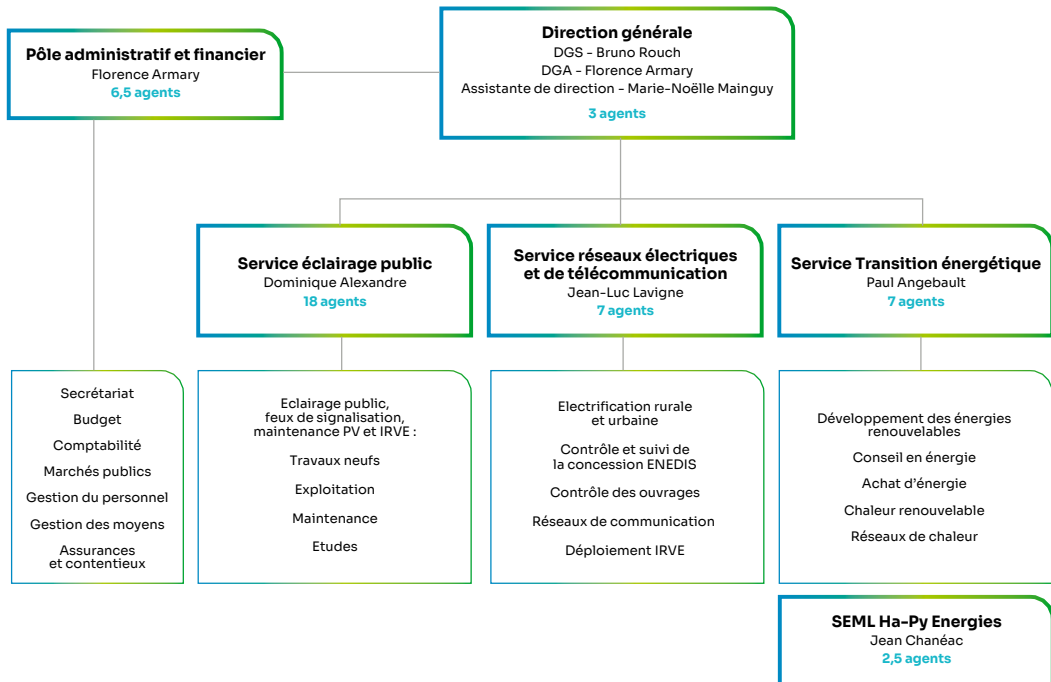 Pôle administratif et financier
Florence Armary
6,5 agents
Direction générale
DGS - Bruno Rouch
DGA - Florence Armary
Assistante de direction - Marie-Noëlle Mainguy
3 agents
Service éclairage public
Dominique Alexandre
18 agents
Service réseaux électriques
et de télécommunication
Jean-Luc Lavigne
7 agents
Service Transition énergétique
Paul Angebault
7 agents
Secrétariat
Budget
Comptabilité
Marchés publics
Gestion du personnel
Gestion des moyens
Assurances
et contentieux
Eclairage public,
feux de signalisation,
maintenance PV et IRVE :
Travaux neufs
Exploitation
Maintenance
Etudes
Electrification rurale
et urbaine
Contrôle et suivi de
la concession ENEDIS
Contrôle des ouvrages
Réseaux de communication
Déploiement IRVE
Développement des énergies
renouvelables
Conseil en énergie
Achat d'énergie
Chaleur renouvelable
Réseaux de chaleur
SEML Ha-Py Energies
Jean Chanéac
2,5 agents